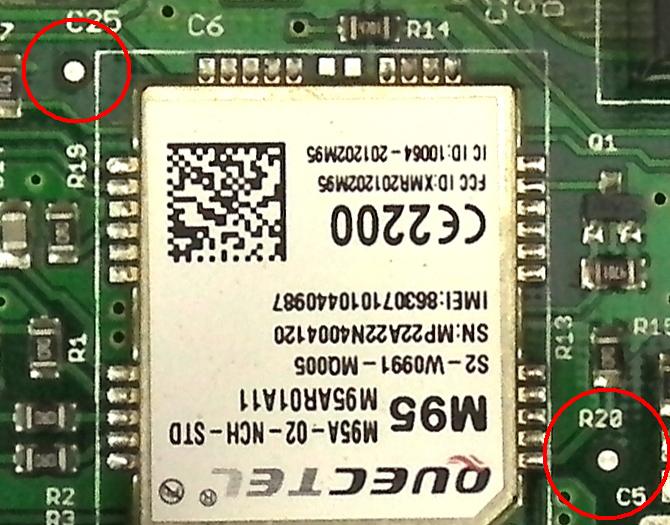 C25
C6
R14
R19
Q1
IC ID:10064-201202M95
FCC ID:XMR201202M95
CE2200
IMEI:863071010440987
SN:MP22A22N4004120
S2-W0991-MQ005
M95
M95AR01A11
M95A-02-NCH-STD
QUECTEL®
R1
R13
R15
R20
R2
R3
C5